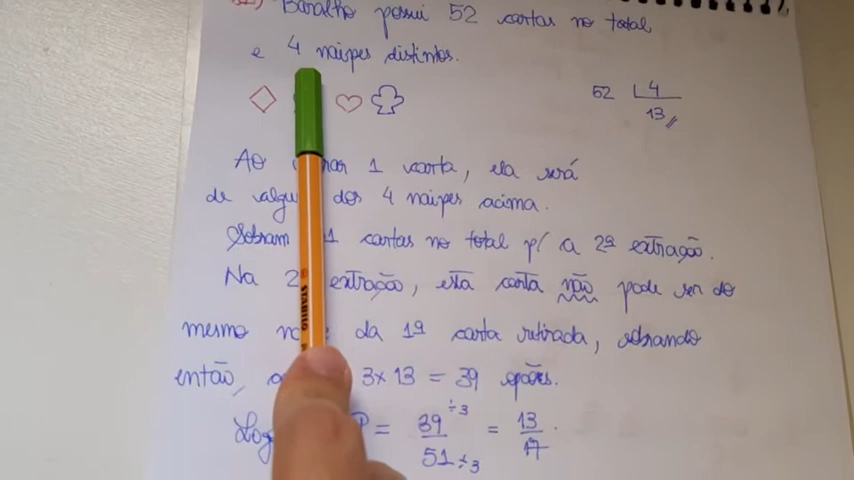 Baralho possui 52 cartas no total
e 4 naipes distintos.
52 4
13
Ao 1 carta, ela será
de dos 4 naipes acima.
Sobram 1 cartas no total p/ a 2ª extração.
Na 2 extração, esta carta não pode ser do
mesmo da 1ª carta retirada, sobrando
então, 3x13 = 39 opções.
P = 39 ÷3 = 13
51 ÷3 17
STABILO